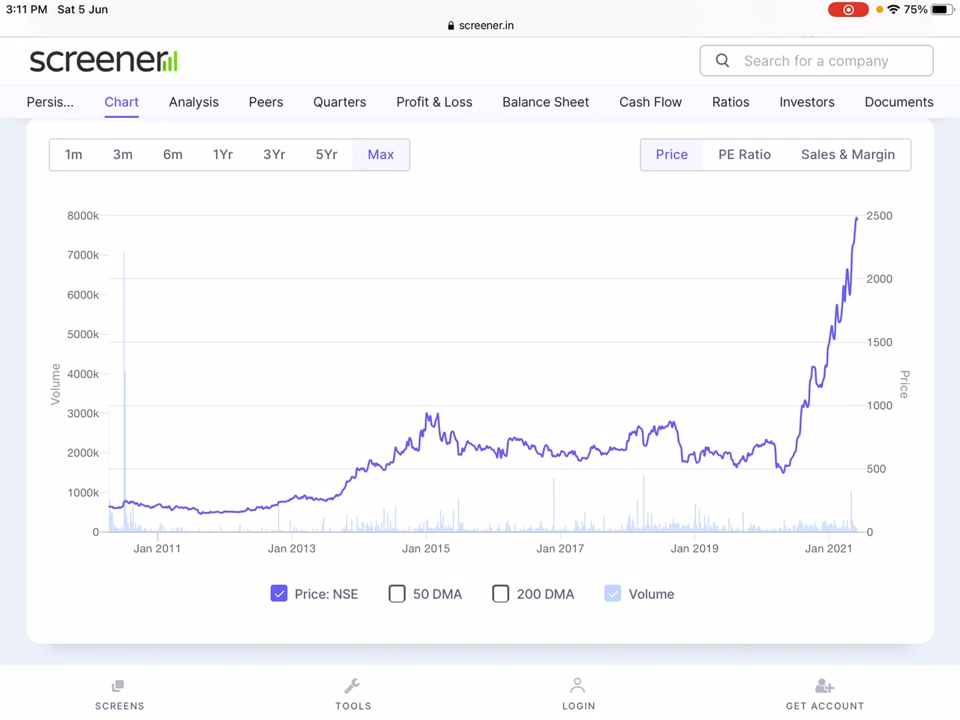 3:11 PM Sat 5 Jun 75%
screener.in
screener Search for a company
Persis... Chart Analysis Peers Quarters Profit & Loss Balance Sheet Cash Flow Ratios Investors Documents
1m 3m 6m 1Yr 3Yr 5Yr Max Price PE Ratio Sales & Margin
8000k 2500
7000k
2000
6000k
5000k 1500
4000k
Volume Price
3000k 1000
2000k
500
1000k
0 0
Jan 2011 Jan 2013 Jan 2015 Jan 2017 Jan 2019 Jan 2021
Price: NSE 50 DMA 200 DMA Volume
SCREENS TOOLS LOGIN GET ACCOUNT